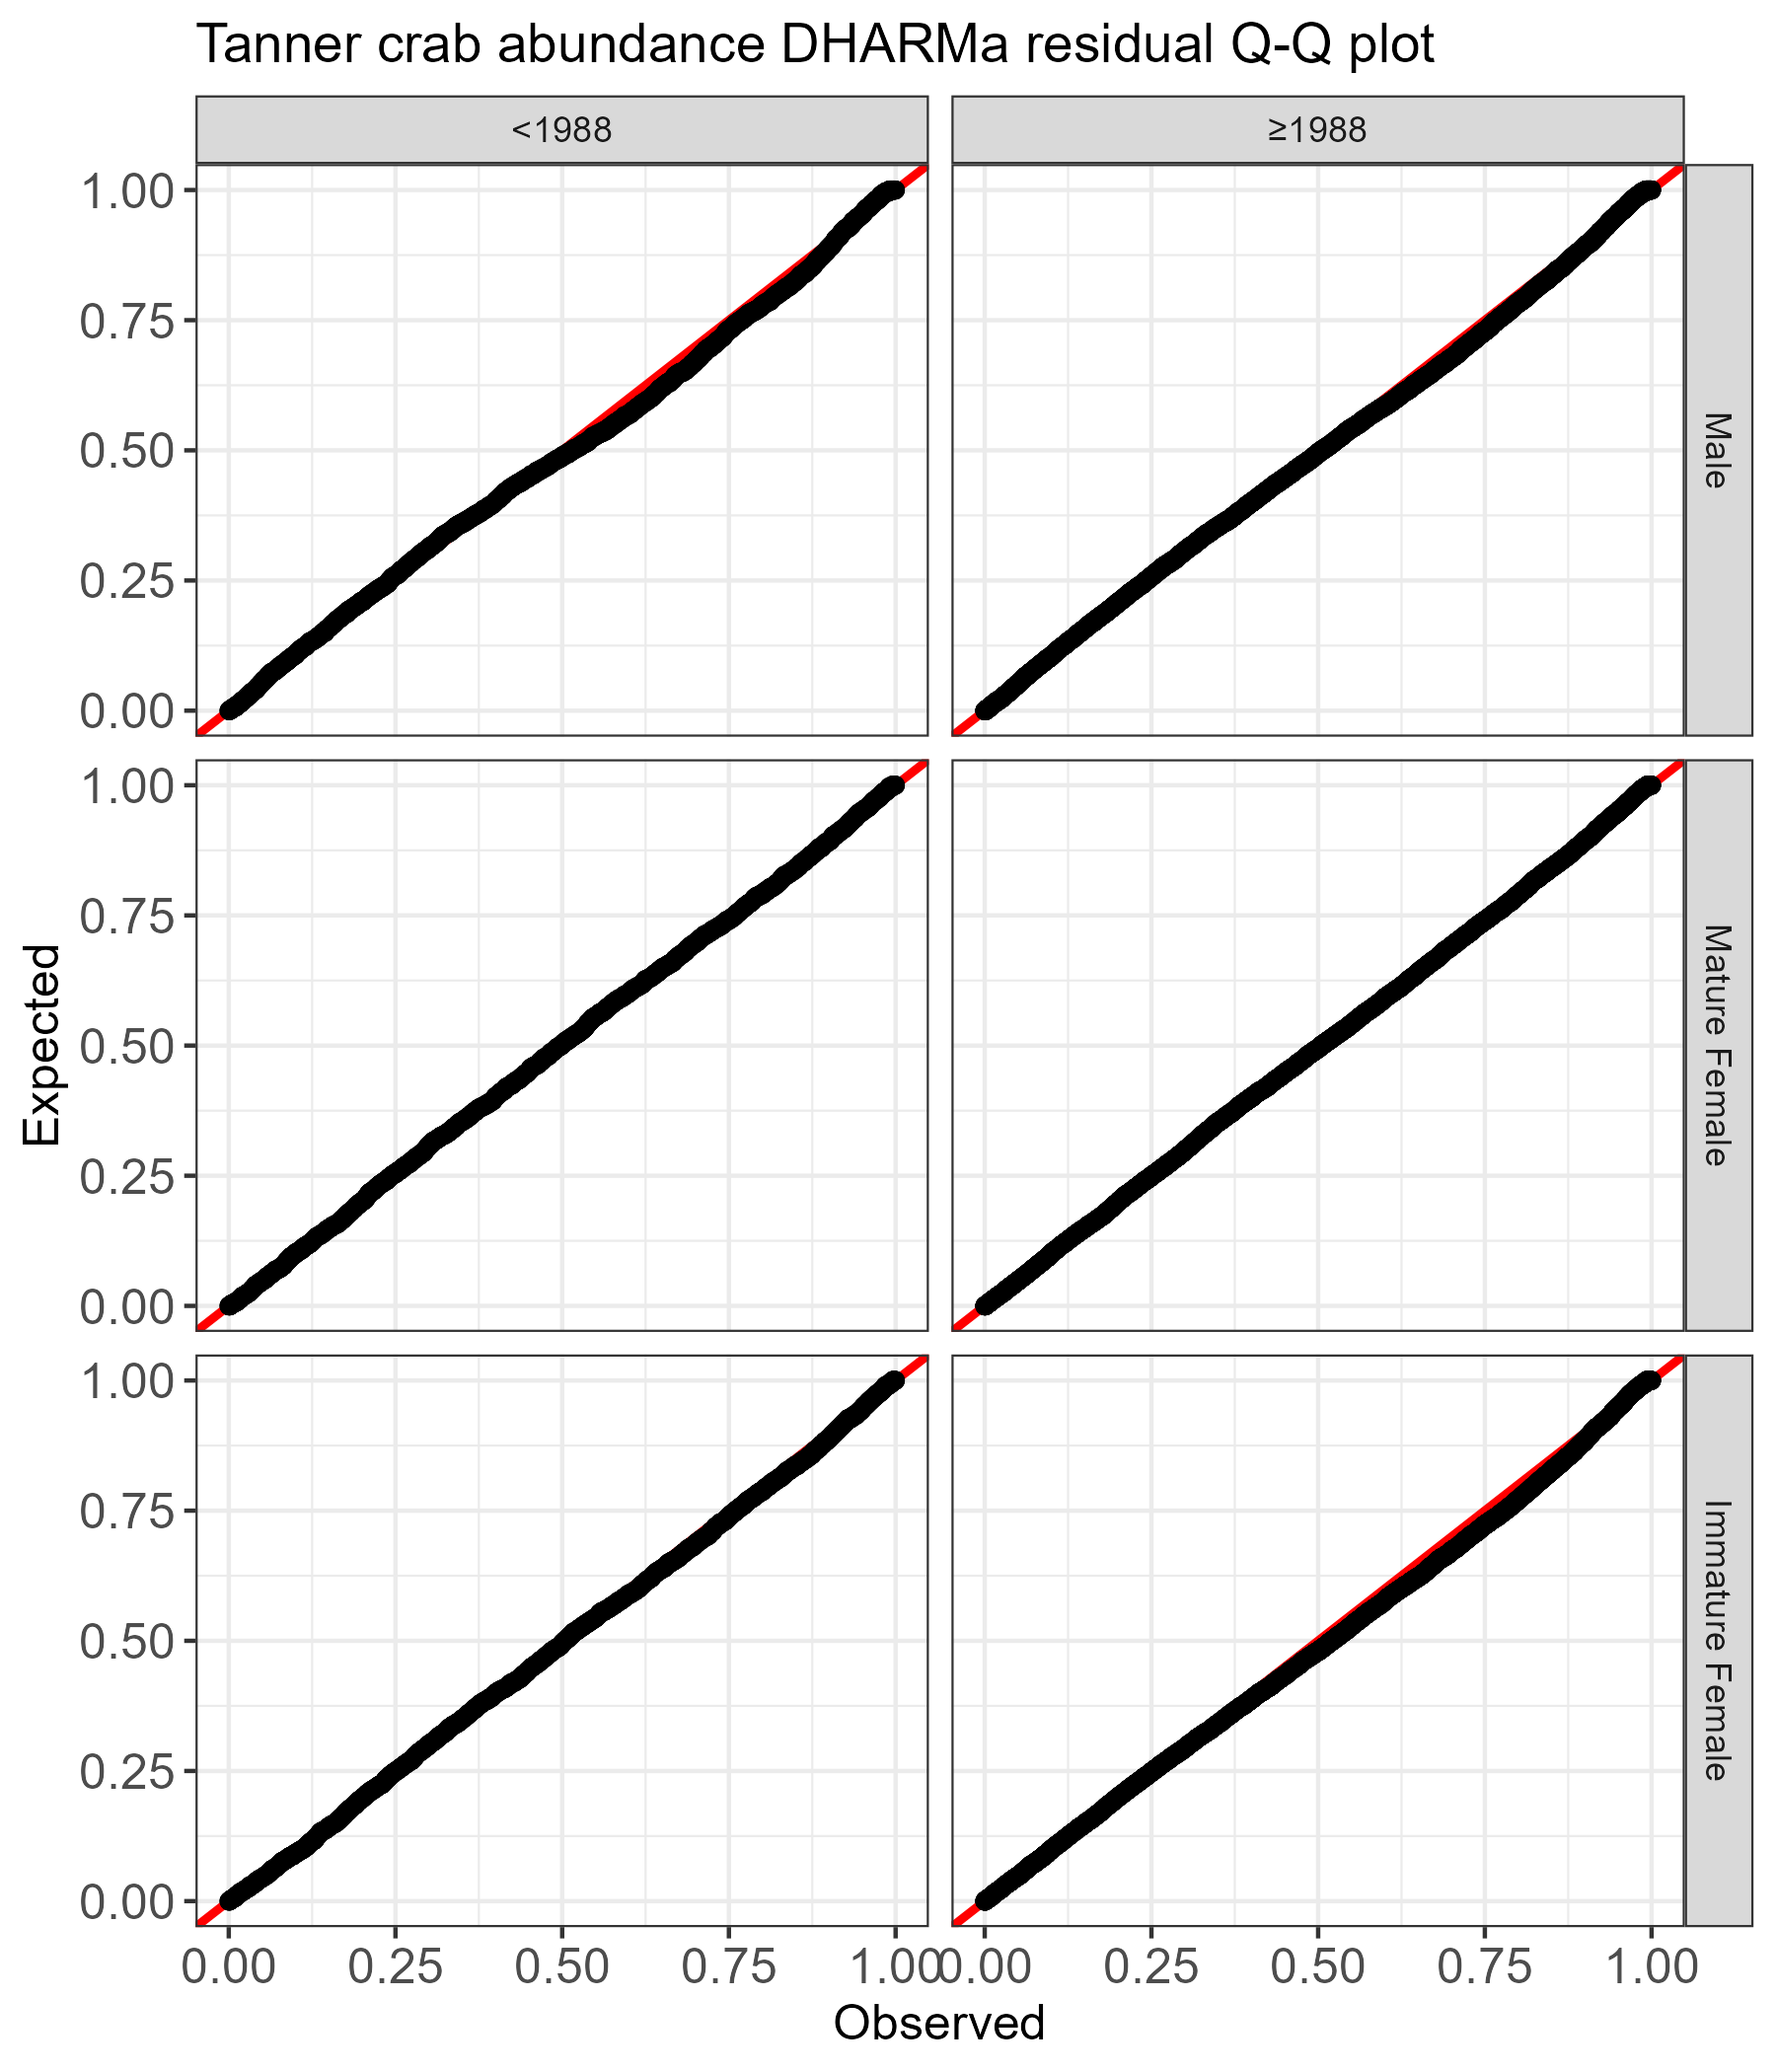 Tanner crab abundance DHARMa residual Q-Q plot
<1988
≥1988
1.00
0.75
0.50
0.25
0.00
Male
1.00
0.75
0.50
0.25
0.00
Mature Female
Expected
1.00
0.75
0.50
0.25
0.00
Immature Female
0.00 0.25 0.50 0.75 1.00 0.00 0.25 0.50 0.75 1.00
Observed